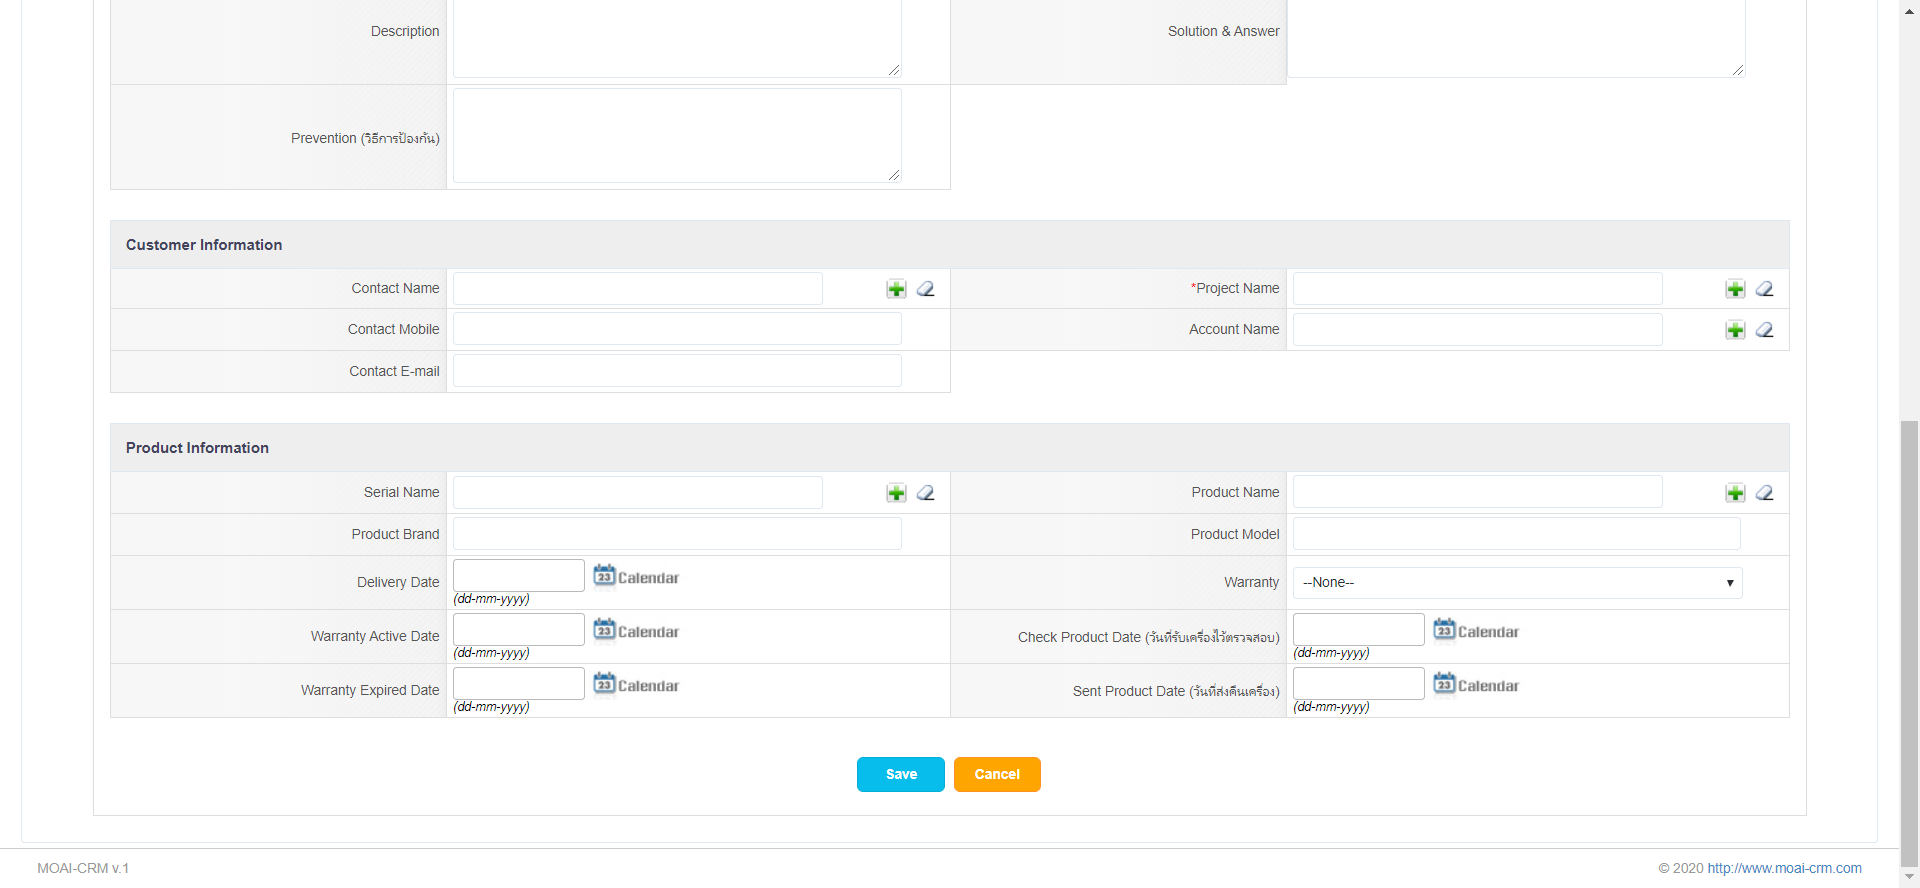 Description
Solution & Answer
Prevention (วิธีการป้องกัน)
Customer Information
Contact Name
*Project Name
Contact Mobile
Account Name
Contact E-mail
Product Information
Serial Name
Product Name
Product Brand
Product Model
Delivery Date
23 Calendar
(dd-mm-yyyy)
Warranty
--None--
Warranty Active Date
23 Calendar
(dd-mm-yyyy)
Check Product Date (วันที่รับเครื่องไว้ตรวจสอบ)
23 Calendar
(dd-mm-yyyy)
Warranty Expired Date
23 Calendar
(dd-mm-yyyy)
Sent Product Date (วันที่ส่งคืนเครื่อง)
23 Calendar
(dd-mm-yyyy)
Save
Cancel
MOAI-CRM v.1
© 2020 http://www.moai-crm.com